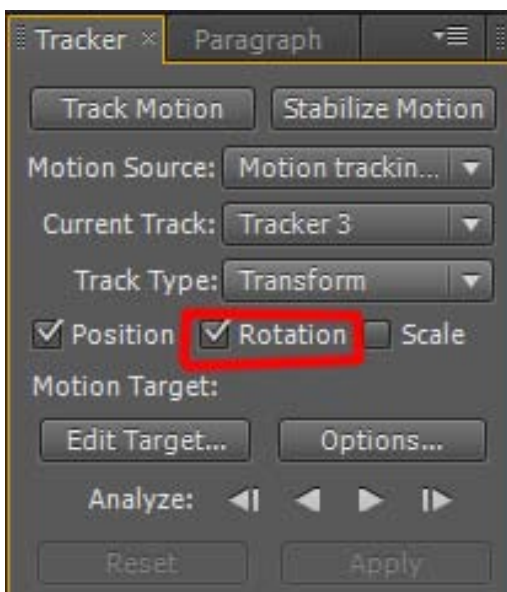 Tracker × Paragraph
Track Motion Stabilize Motion
Motion Source: Motion trackin...
Current Track: Tracker 3
Track Type: Transform
Position Rotation Scale
Motion Target:
Edit Target... Options...
Analyze:
Reset Apply